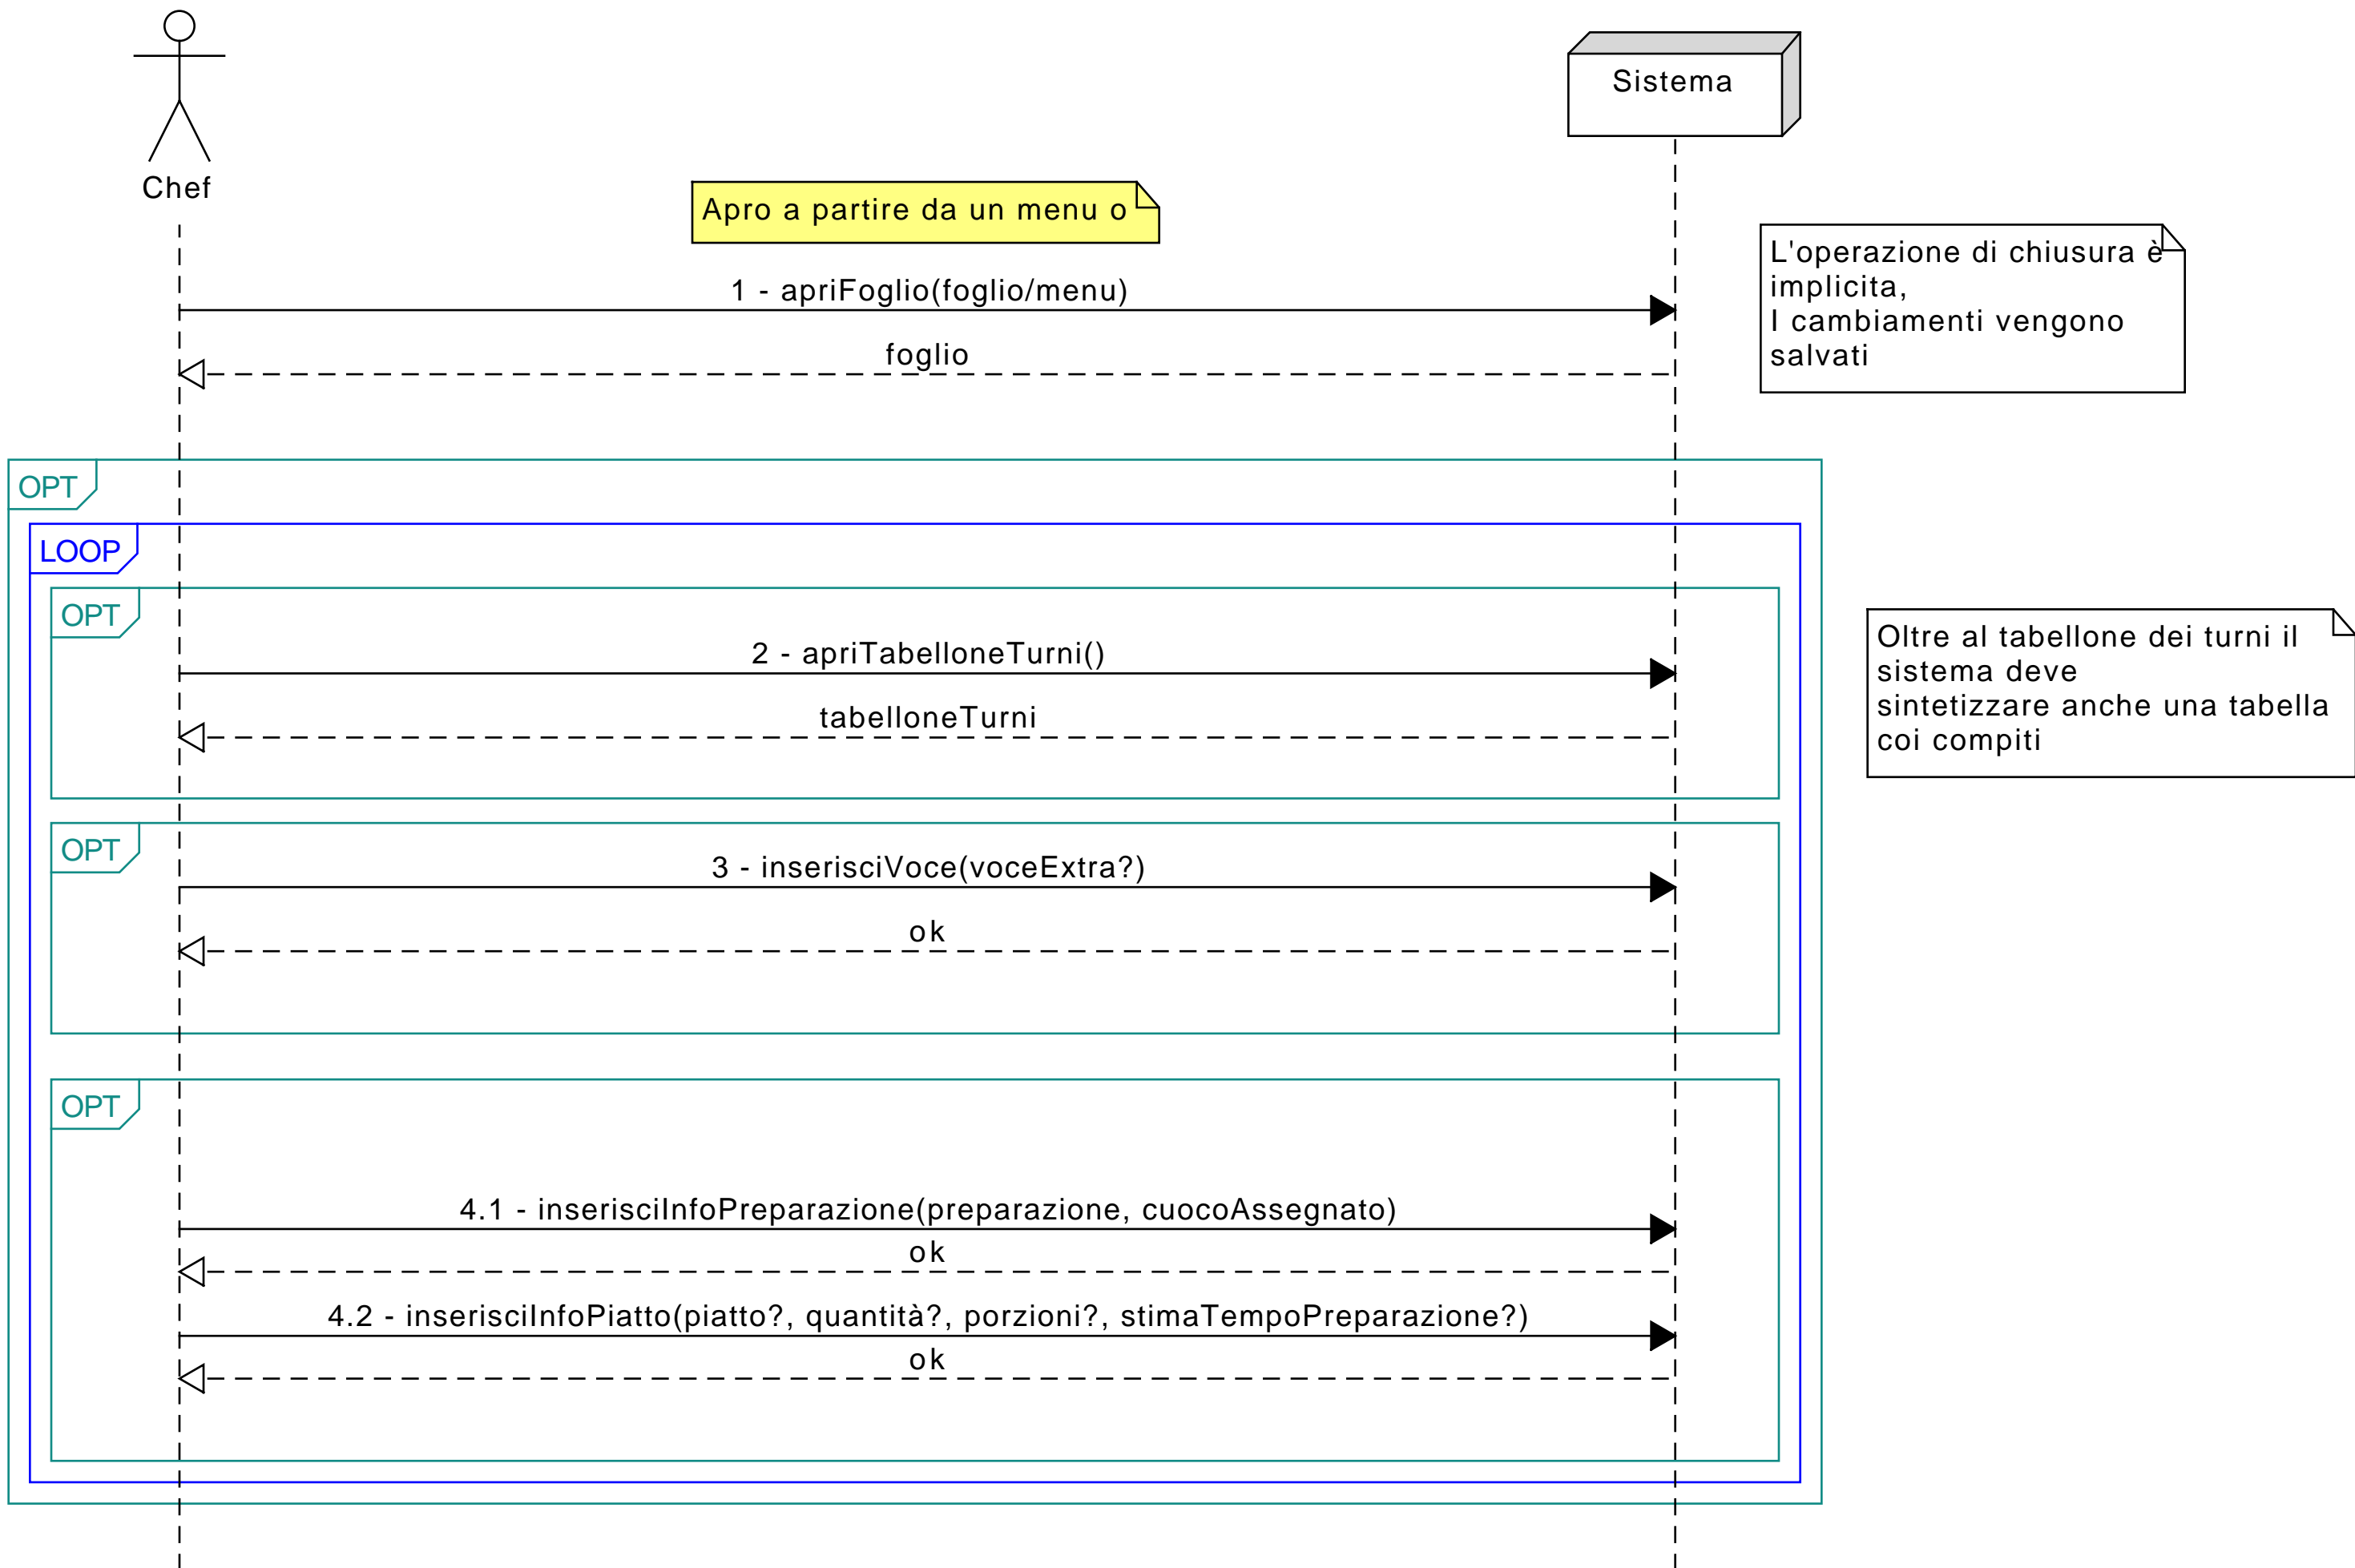 Sistema
Chef
Apro a partire da un menu o
L'operazione di chiusura è
implicita,
I cambiamenti vengono
salvati
1 - apriFoglio(foglio/menu)
foglio
OPT
LOOP
OPT
2 - apriTabelloneTurni()
tabelloneTurni
Oltre al tabellone dei turni il
sistema deve
sintetizzare anche una tabella
coi compiti
OPT
3 - inserisciVoce(voceExtra?)
ok
OPT
4.1 - inserisciInfoPreparazione(preparazione, cuocoAssegnato)
ok
4.2 - inserisciInfoPiatto(piatto?, quantità?, porzioni?, stimaTempoPreparazione?)
ok